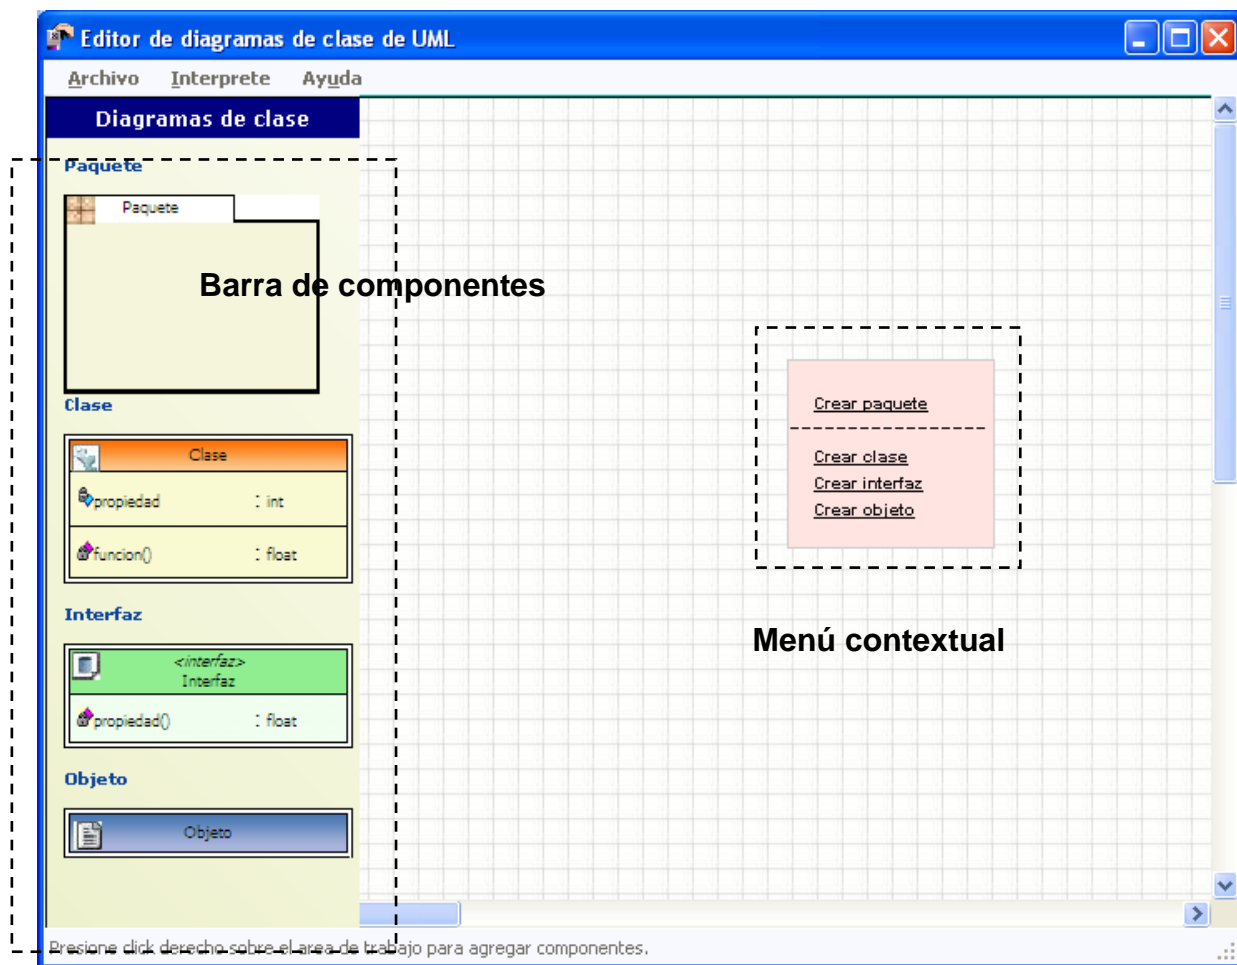 Editor de diagramas de clase de UML
Archivo Interprete Ayuda
Diagramas de clase
Paquete
Paquete
Barra de componentes
Clase
Clase
propiedad : int
funcion() : float
Interfaz
<interfaz>
Interfaz
propiedad() : float
Objeto
Objeto
Crear paquete
Crear clase
Crear interfaz
Crear objeto
Menú contextual
Presione click derecho sobre el area de trabajo para agregar componentes.